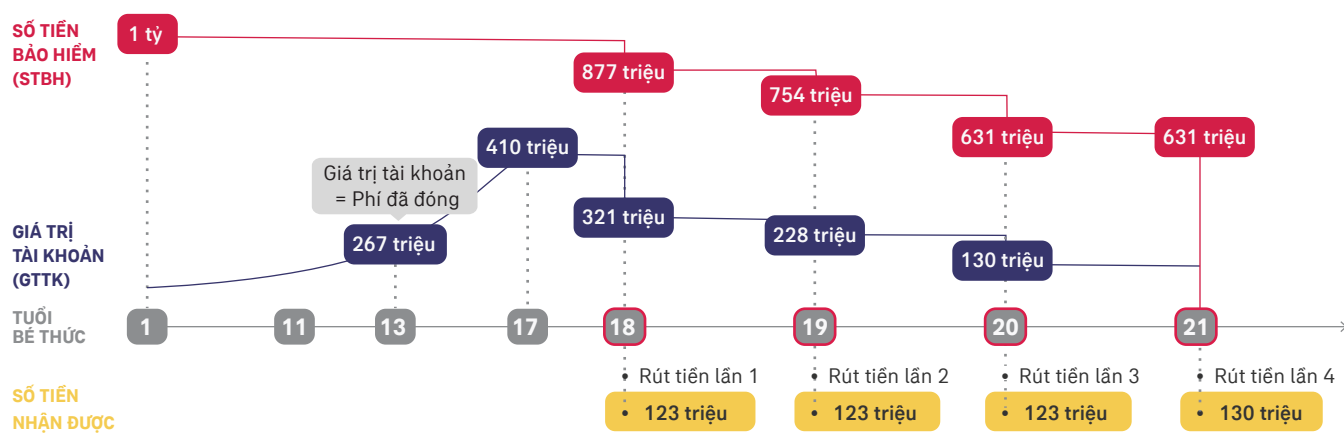 SỐ TIỀN
BẢO HIỂM
(STBH)
1 tỷ
877 triệu
754 triệu
631 triệu
631 triệu
410 triệu
Giá trị tài khoản
= Phí đã đóng
267 triệu
321 triệu
228 triệu
130 triệu
GIÁ TRỊ
TÀI KHOẢN
(GTTK)
TUỔI
BÉ THỨC
1
11
13
17
18
19
20
21
SỐ TIỀN
NHẬN ĐƯỢC
• Rút tiền lần 1
• 123 triệu
• Rút tiền lần 2
• 123 triệu
• Rút tiền lần 3
• 123 triệu
• Rút tiền lần 4
• 130 triệu